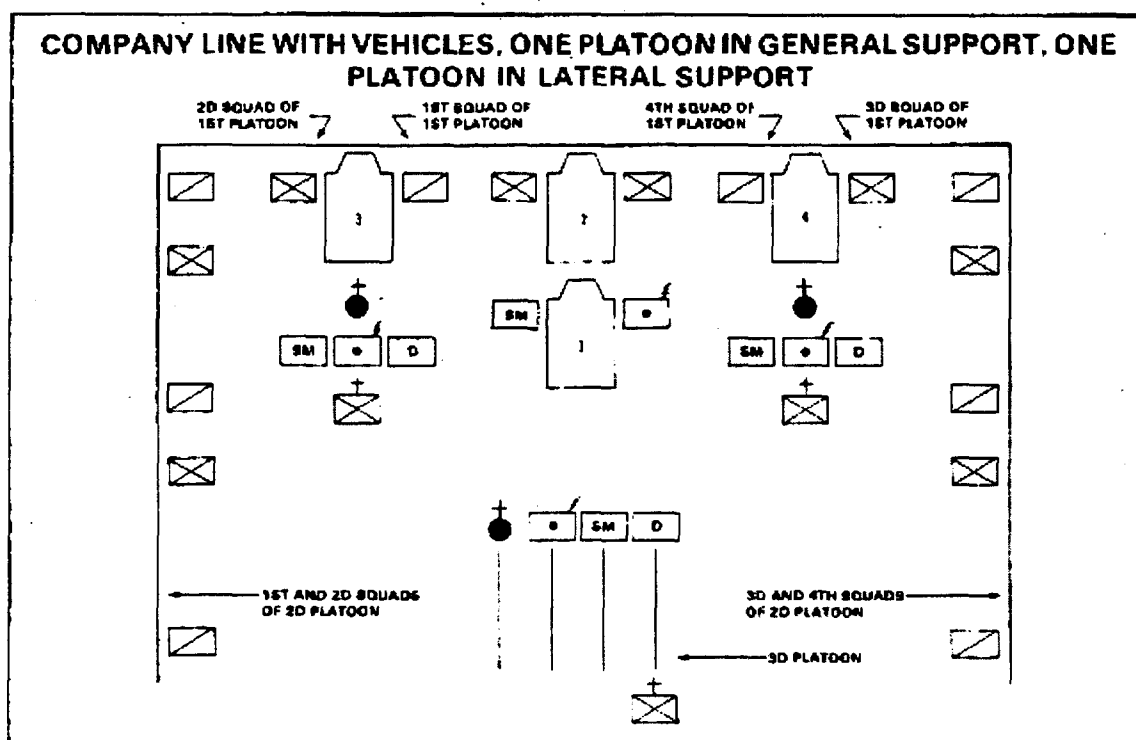 COMPANY LINE WITH VEHICLES, ONE PLATOON IN GENERAL SUPPORT, ONE
PLATOON IN LATERAL SUPPORT
2D SQUAD OF
1ST PLATOON
1ST SQUAD OF
1ST PLATOON
4TH SQUAD OF
1ST PLATOON
3D SQUAD OF
1ST PLATOON
3
2
4
SM
1
SM
D
SM
D
SM
D
1ST AND 2D SQUADS
OF 2D PLATOON
3D AND 4TH SQUADS
OF 2D PLATOON
3D PLATOON